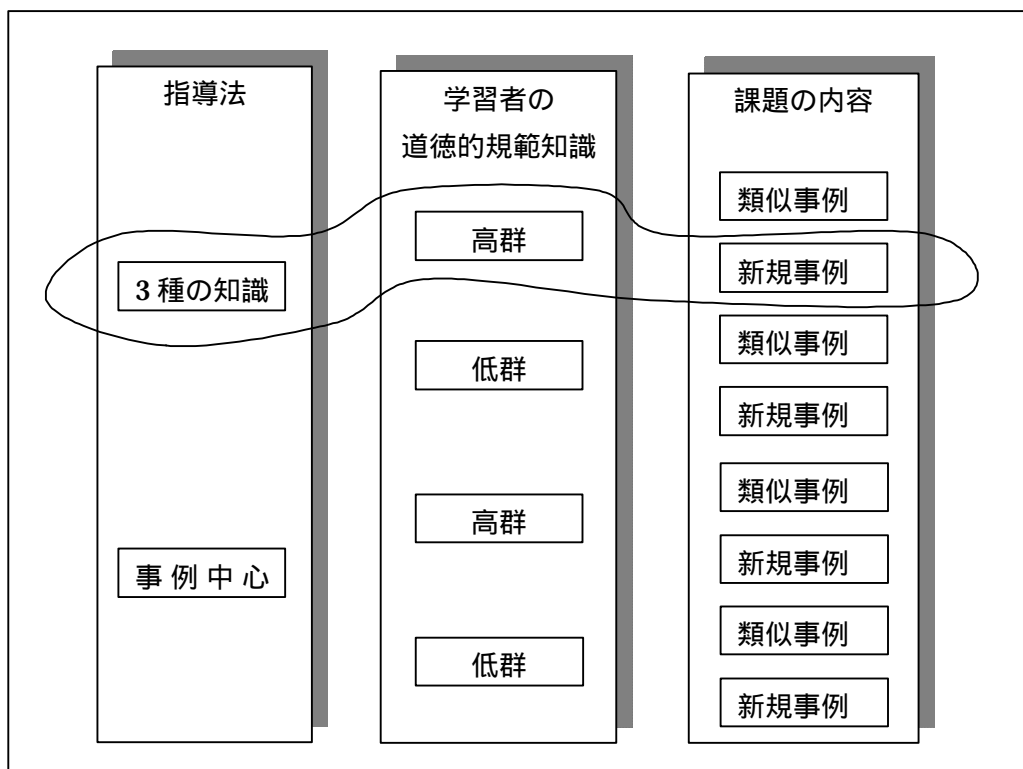 指導法
3種の知識
事例中心
学習者の
道徳的規範知識
高群
低群
高群
低群
課題の内容
類似事例
新規事例
類似事例
新規事例
類似事例
新規事例
類似事例
新規事例